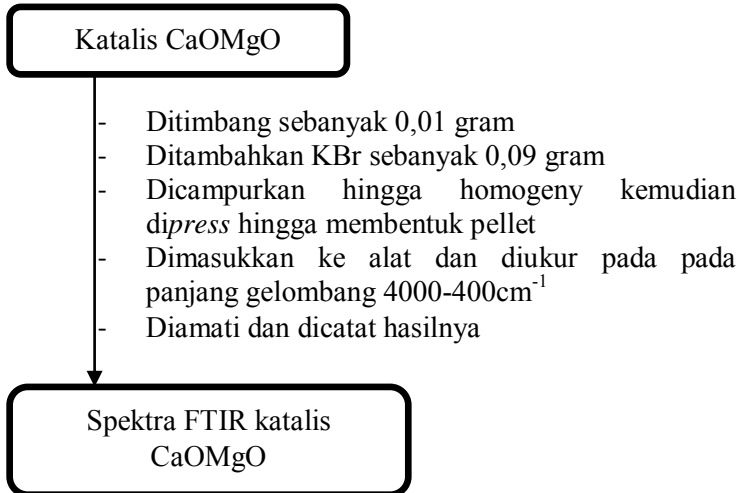 Katalis CaOMgO
- Ditimbang sebanyak 0,01 gram
- Ditambahkan KBr sebanyak 0,09 gram
- Dicampurkan hingga homogeny kemudian
dipress hingga membentuk pellet
- Dimasukkan ke alat dan diukur pada pada
panjang gelombang 4000-400cm⁻¹
- Diamati dan dicatat hasilnya
Spektra FTIR katalis
CaOMgO